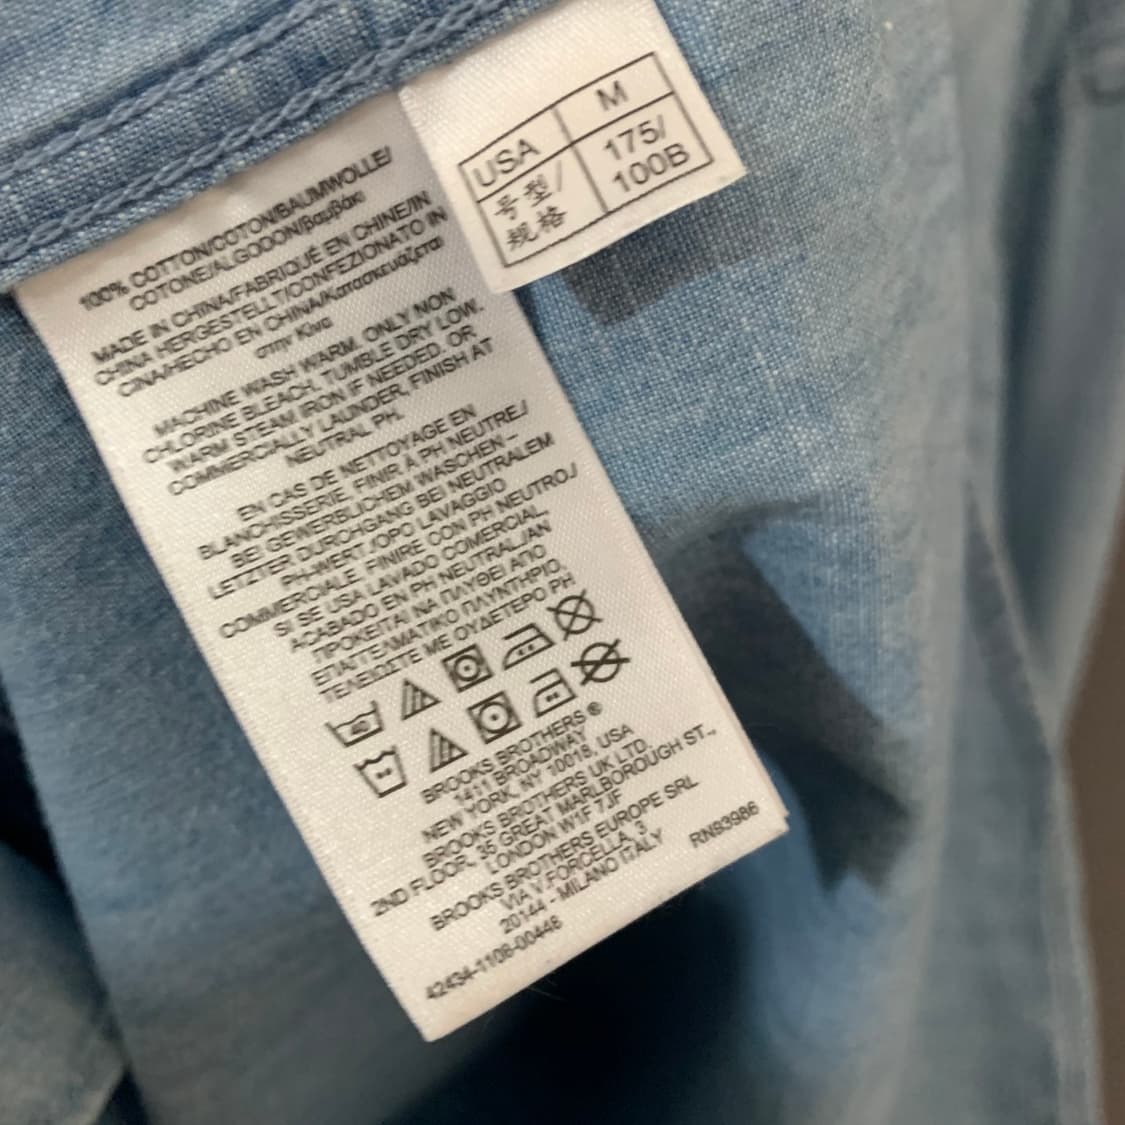 USA M
号型/ 175/
规格 100B
100% COTTON/COTON/BAUMWOLLE/
COTONE/ALGODON/Βαμβάκι
MADE IN CHINA/FABRIQUÉ EN CHINE/IN
CHINA HERGESTELLT/CONFEZIONATO IN
CINA/HECHO EN CHINA/Κατασκευάζεται
στην Κίνα
MACHINE WASH WARM. ONLY NON
CHLORINE BLEACH. TUMBLE DRY LOW.
WARM STEAM IRON IF NEEDED. OR
COMMERCIALLY LAUNDER, FINISH AT
NEUTRAL PH.
EN CAS DE NETTOYAGE EN
BLANCHISSERIE, FINIR À PH NEUTRE./
BEI GEWERBLICHEM WASCHEN –
LETZTER DURCHGANG BEI NEUTRALEM
PH-WERT./OPO LAVAGGIO
COMMERCIALE, FINIRE CON PH NEUTRO./
SI SE USA LAVADO COMERCIAL,
ACABADO EN PH NEUTRAL/ΑΝ
ΠΡΟΚΕΙΤΑΙ ΝΑ ΠΛΥΘΕΙ ΑΠΟ
ΕΠΑΓΓΕΛΜΑΤΙΚΟ ΠΛΥΝΤΗΡΙΟ,
ΤΕΛΕΙΩΣΤΕ ΜΕ ΟΥΔΕΤΕΡΟ PH
40
BROOKS BROTHERS ®
1411 BROADWAY
NEW YORK, NY 10018, USA
BROOKS BROTHERS UK LTD
2ND FLOOR, 35 GREAT MARLBOROUGH ST.,
LONDON W1F 7JF
BROOKS BROTHERS EUROPE SRL
VIA V.FORCELLA, 3
20144 - MILANO ITALY
RN93986
42434-1108-00448